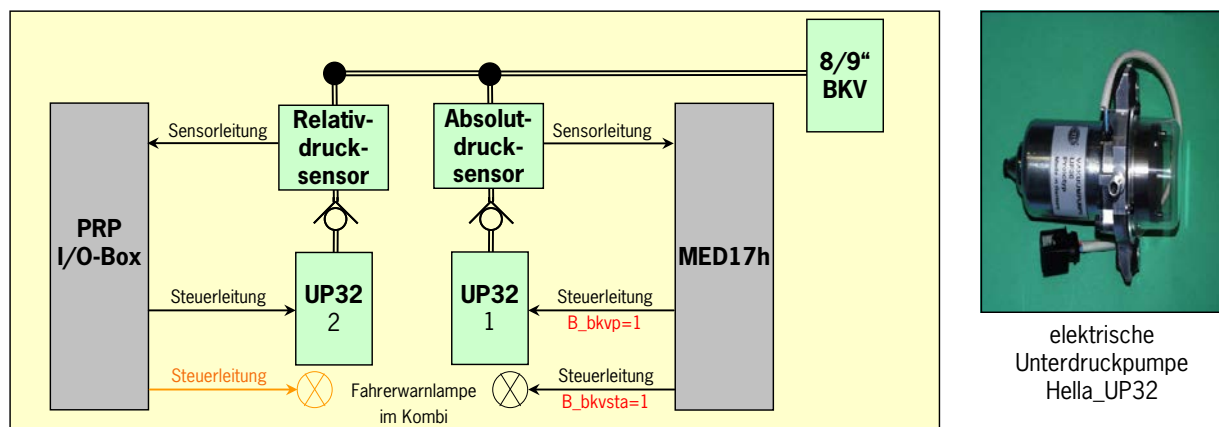 8/9“
BKV
Relativ-
druck-
sensor
Absolut-
druck-
sensor
Sensorleitung
Sensorleitung
PRP
I/O-Box
MED17h
UP32
2
UP32
1
Steuerleitung
Steuerleitung
B_bkvp=1
Steuerleitung
Fahrerwarnlampe
im Kombi
Steuerleitung
B_bkvsta=1
elektrische
Unterdruckpumpe
Hella_UP32